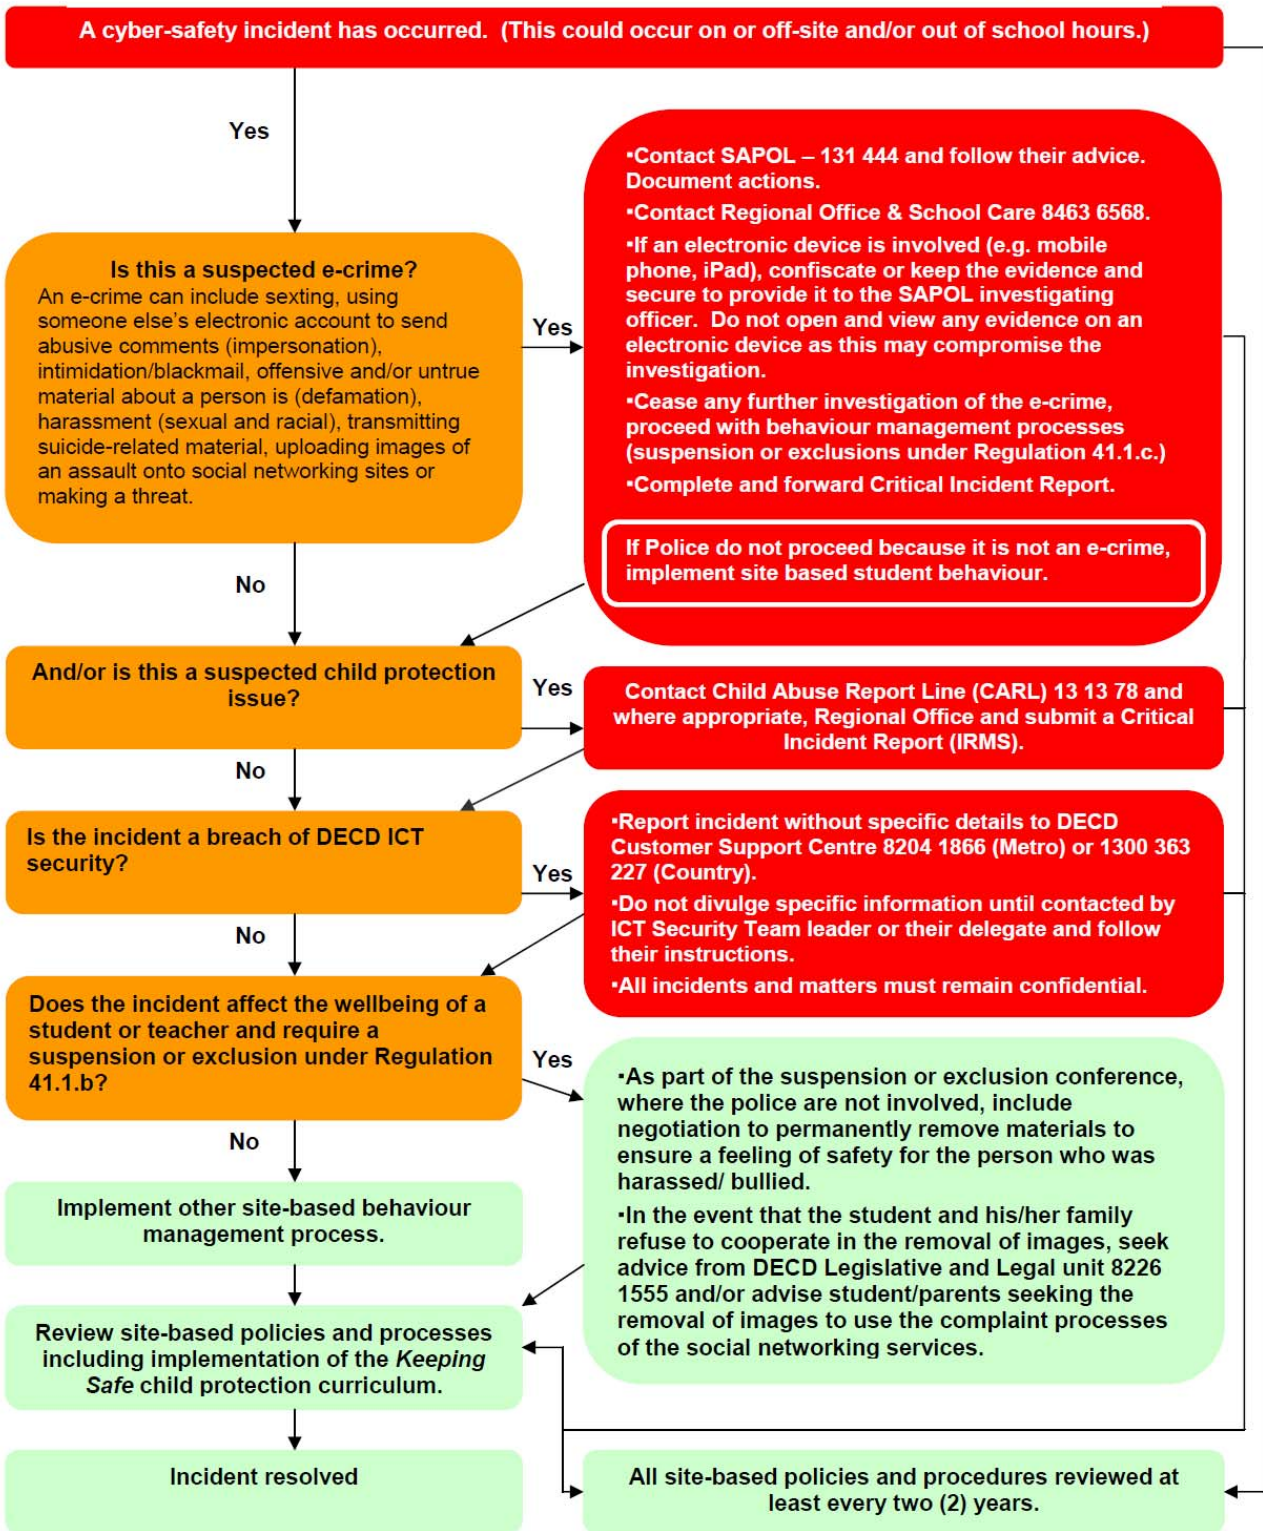 A cyber-safety incident has occurred.  (This could occur on or off-site and/or out of school hours.)
Yes
▪Contact SAPOL – 131 444 and follow their advice.
Document actions.
▪Contact Regional Office & School Care 8463 6568.
▪If an electronic device is involved (e.g. mobile
phone, iPad), confiscate or keep the evidence and
secure to provide it to the SAPOL investigating
officer.  Do not open and view any evidence on an
electronic device as this may compromise the
investigation.
▪Cease any further investigation of the e-crime,
proceed with behaviour management processes
(suspension or exclusions under Regulation 41.1.c.)
▪Complete and forward Critical Incident Report.
If Police do not proceed because it is not an e-crime,
implement site based student behaviour.
Is this a suspected e-crime?
An e-crime can include sexting, using
someone else's electronic account to send
abusive comments (impersonation),
intimidation/blackmail, offensive and/or untrue
material about a person is (defamation),
harassment (sexual and racial), transmitting
suicide-related material, uploading images of
an assault onto social networking sites or
making a threat.
Yes
No
And/or is this a suspected child protection
issue?
Yes
Contact Child Abuse Report Line (CARL) 13 13 78 and
where appropriate, Regional Office and submit a Critical
Incident Report (IRMS).
No
Is the incident a breach of DECD ICT
security?
Yes
▪Report incident without specific details to DECD
Customer Support Centre 8204 1866 (Metro) or 1300 363
227 (Country).
▪Do not divulge specific information until contacted by
ICT Security Team leader or their delegate and follow
their instructions.
▪All incidents and matters must remain confidential.
No
Does the incident affect the wellbeing of a
student or teacher and require a
suspension or exclusion under Regulation
41.1.b?
Yes
▪As part of the suspension or exclusion conference,
where the police are not involved, include
negotiation to permanently remove materials to
ensure a feeling of safety for the person who was
harassed/ bullied.
▪In the event that the student and his/her family
refuse to cooperate in the removal of images, seek
advice from DECD Legislative and Legal unit 8226
1555 and/or advise student/parents seeking the
removal of images to use the complaint processes
of the social networking services.
No
Implement other site-based behaviour
management process.
Review site-based policies and processes
including implementation of the Keeping
Safe child protection curriculum.
Incident resolved
All site-based policies and procedures reviewed at
least every two (2) years.